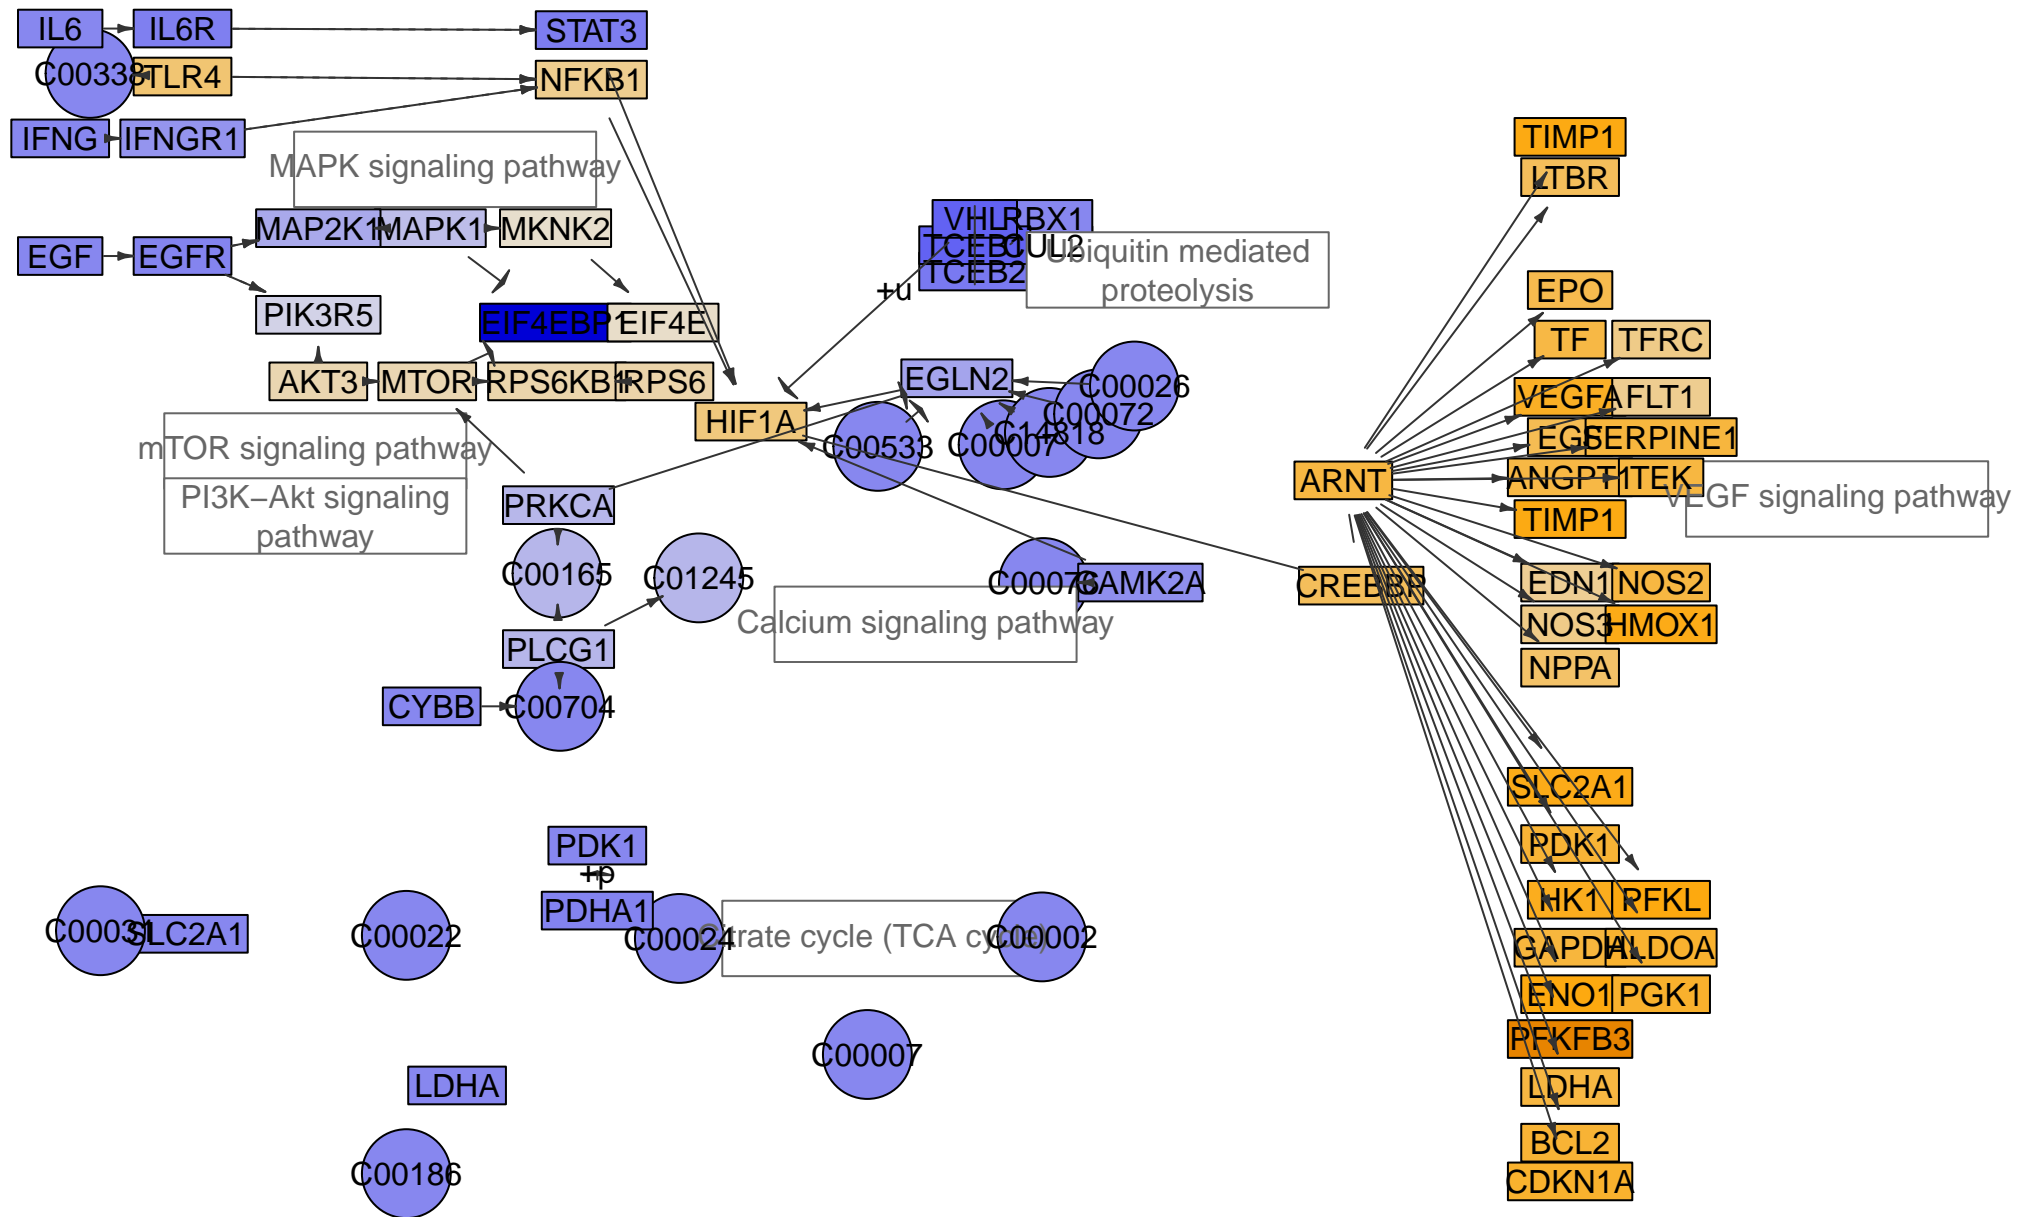 IL6
IL6R
STAT3
C00338
TLR4
NFKB1
IFNG
IFNGR1
MAPK signaling pathway
TIMP1
LTBR
MAP2K1
MAPK1
MKNK2
VHL
RBX1
TCEB1
CUL2
TCEB2
Ubiquitin mediated
proteolysis
EGF
EGFR
+u
EPO
PIK3R5
EIF4EBP1
EIF4E
TF
TFRC
AKT3
MTOR
RPS6KB1
RPS6
EGLN2
C00026
HIF1A
C00533
C00007
C14818
C00072
VEGFA
FLT1
mTOR signaling pathway
EGF
SERPINE1
PI3K–Akt signaling
pathway
PRKCA
ARNT
ANGPT1
TEK
VEGF signaling pathway
TIMP1
C00165
C01245
C00076
CAMK2A
CREBBP
EDN1
NOS2
Calcium signaling pathway
NOS3
HMOX1
PLCG1
NPPA
CYBB
C00704
SLC2A1
PDK1
+p
PDK1
PDHA1
HK1
PFKL
C00031
SLC2A1
C00022
C00024
Citrate cycle (TCA cycle)
C00002
GAPDH
ALDOA
ENO1
PGK1
C00007
PFKFB3
LDHA
LDHA
BCL2
C00186
CDKN1A